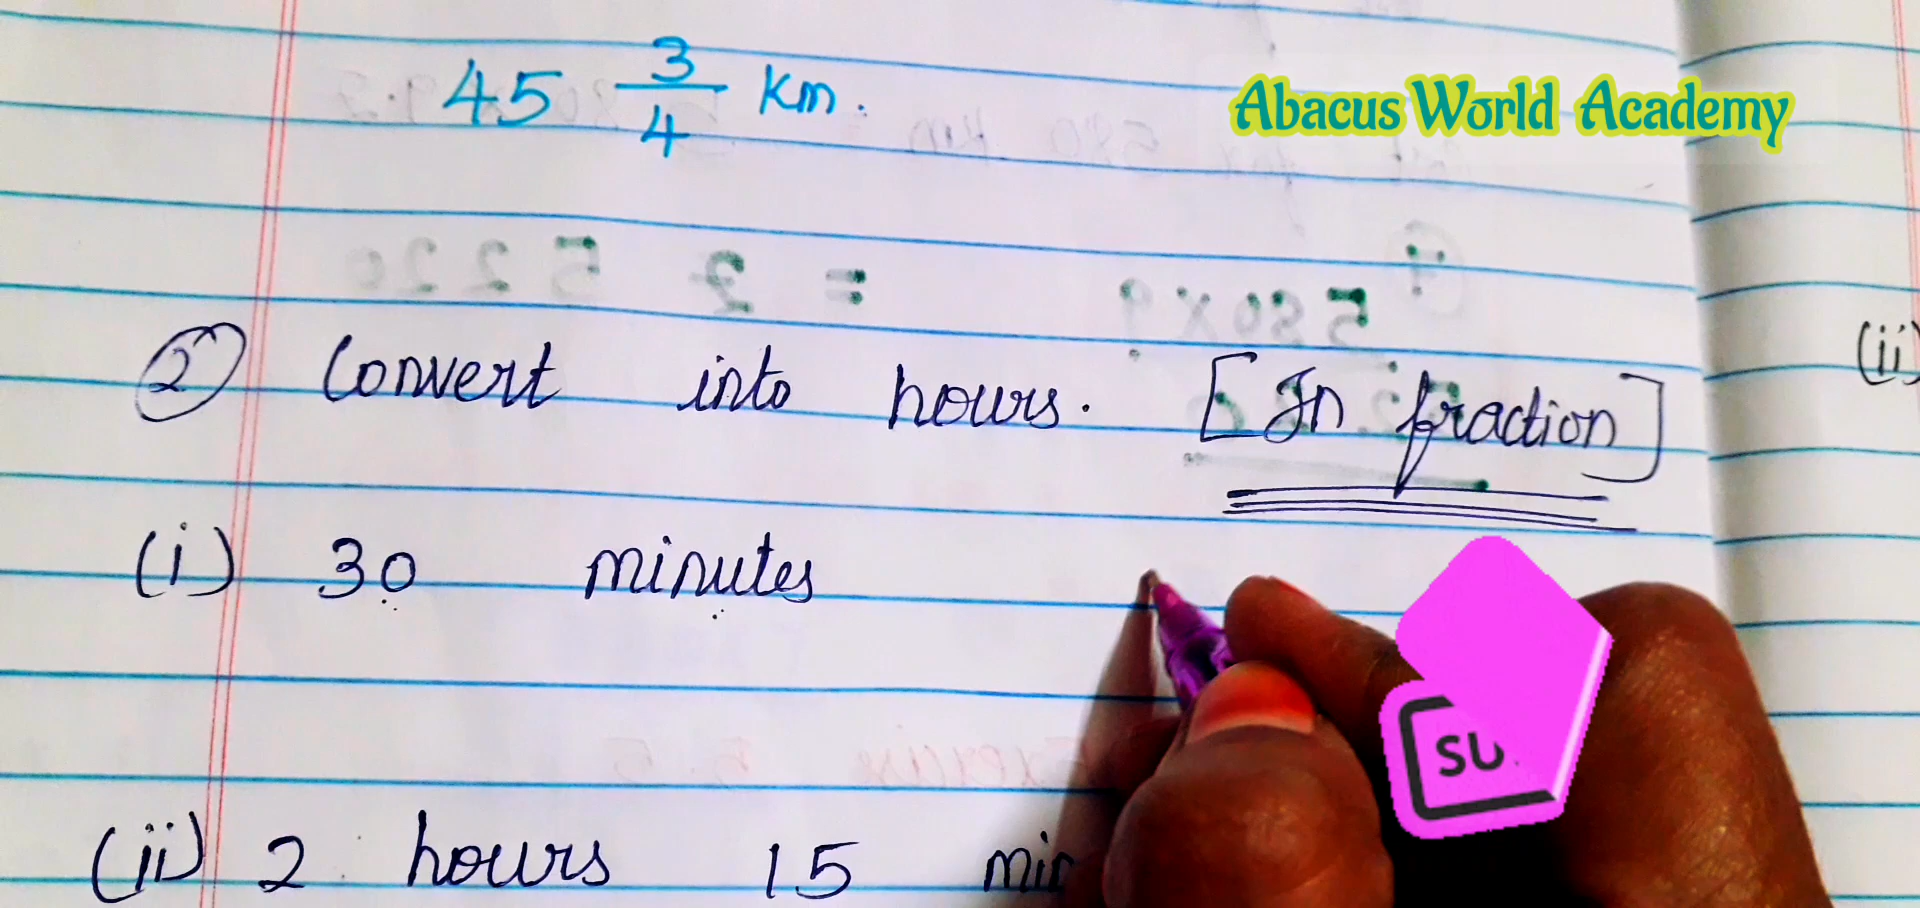 45 3/4 km.
Abacus World Academy
② Convert into hours. [In fraction]
(ii)
(i) 30 minutes
(ii) 2 hours 15 min